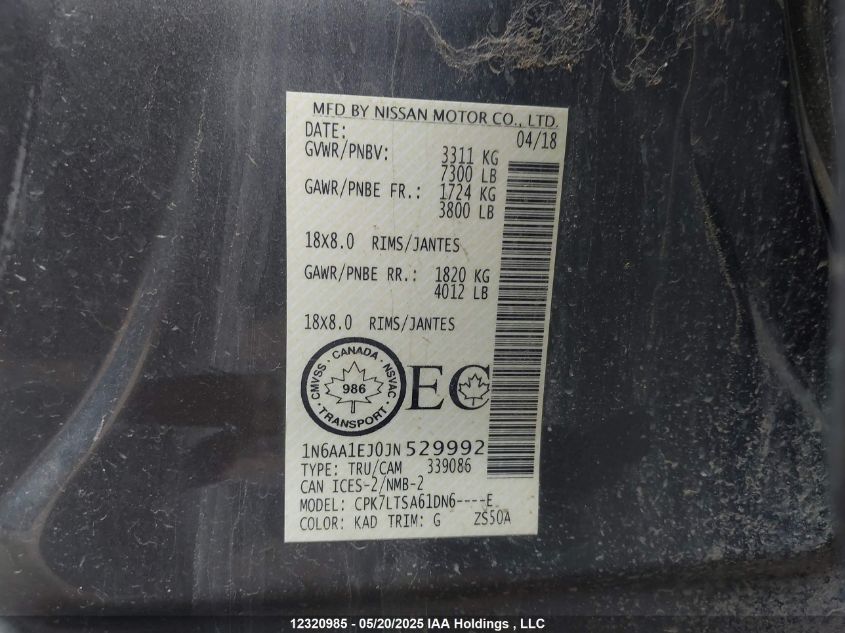 MFD BY NISSAN MOTOR CO., LTD.
DATE: 04/18
GVWR/PNBV: 3311 KG
7300 LB
GAWR/PNBE FR.: 1724 KG
3800 LB
18X8.0 RIMS/JANTES
GAWR/PNBE RR.: 1820 KG
4012 LB
18X8.0 RIMS/JANTES
CMVSS · CANADA · NSVAC · TRANSPORT ·
986
EC
1N6AA1EJ0JN529992
TYPE: TRU/CAM 339086
CAN ICES-2/NMB-2
MODEL: CPK7LTSA61DN6----E
COLOR: KAD TRIM: G ZS50A
12320985 - 05/20/2025 IAA Holdings , LLC